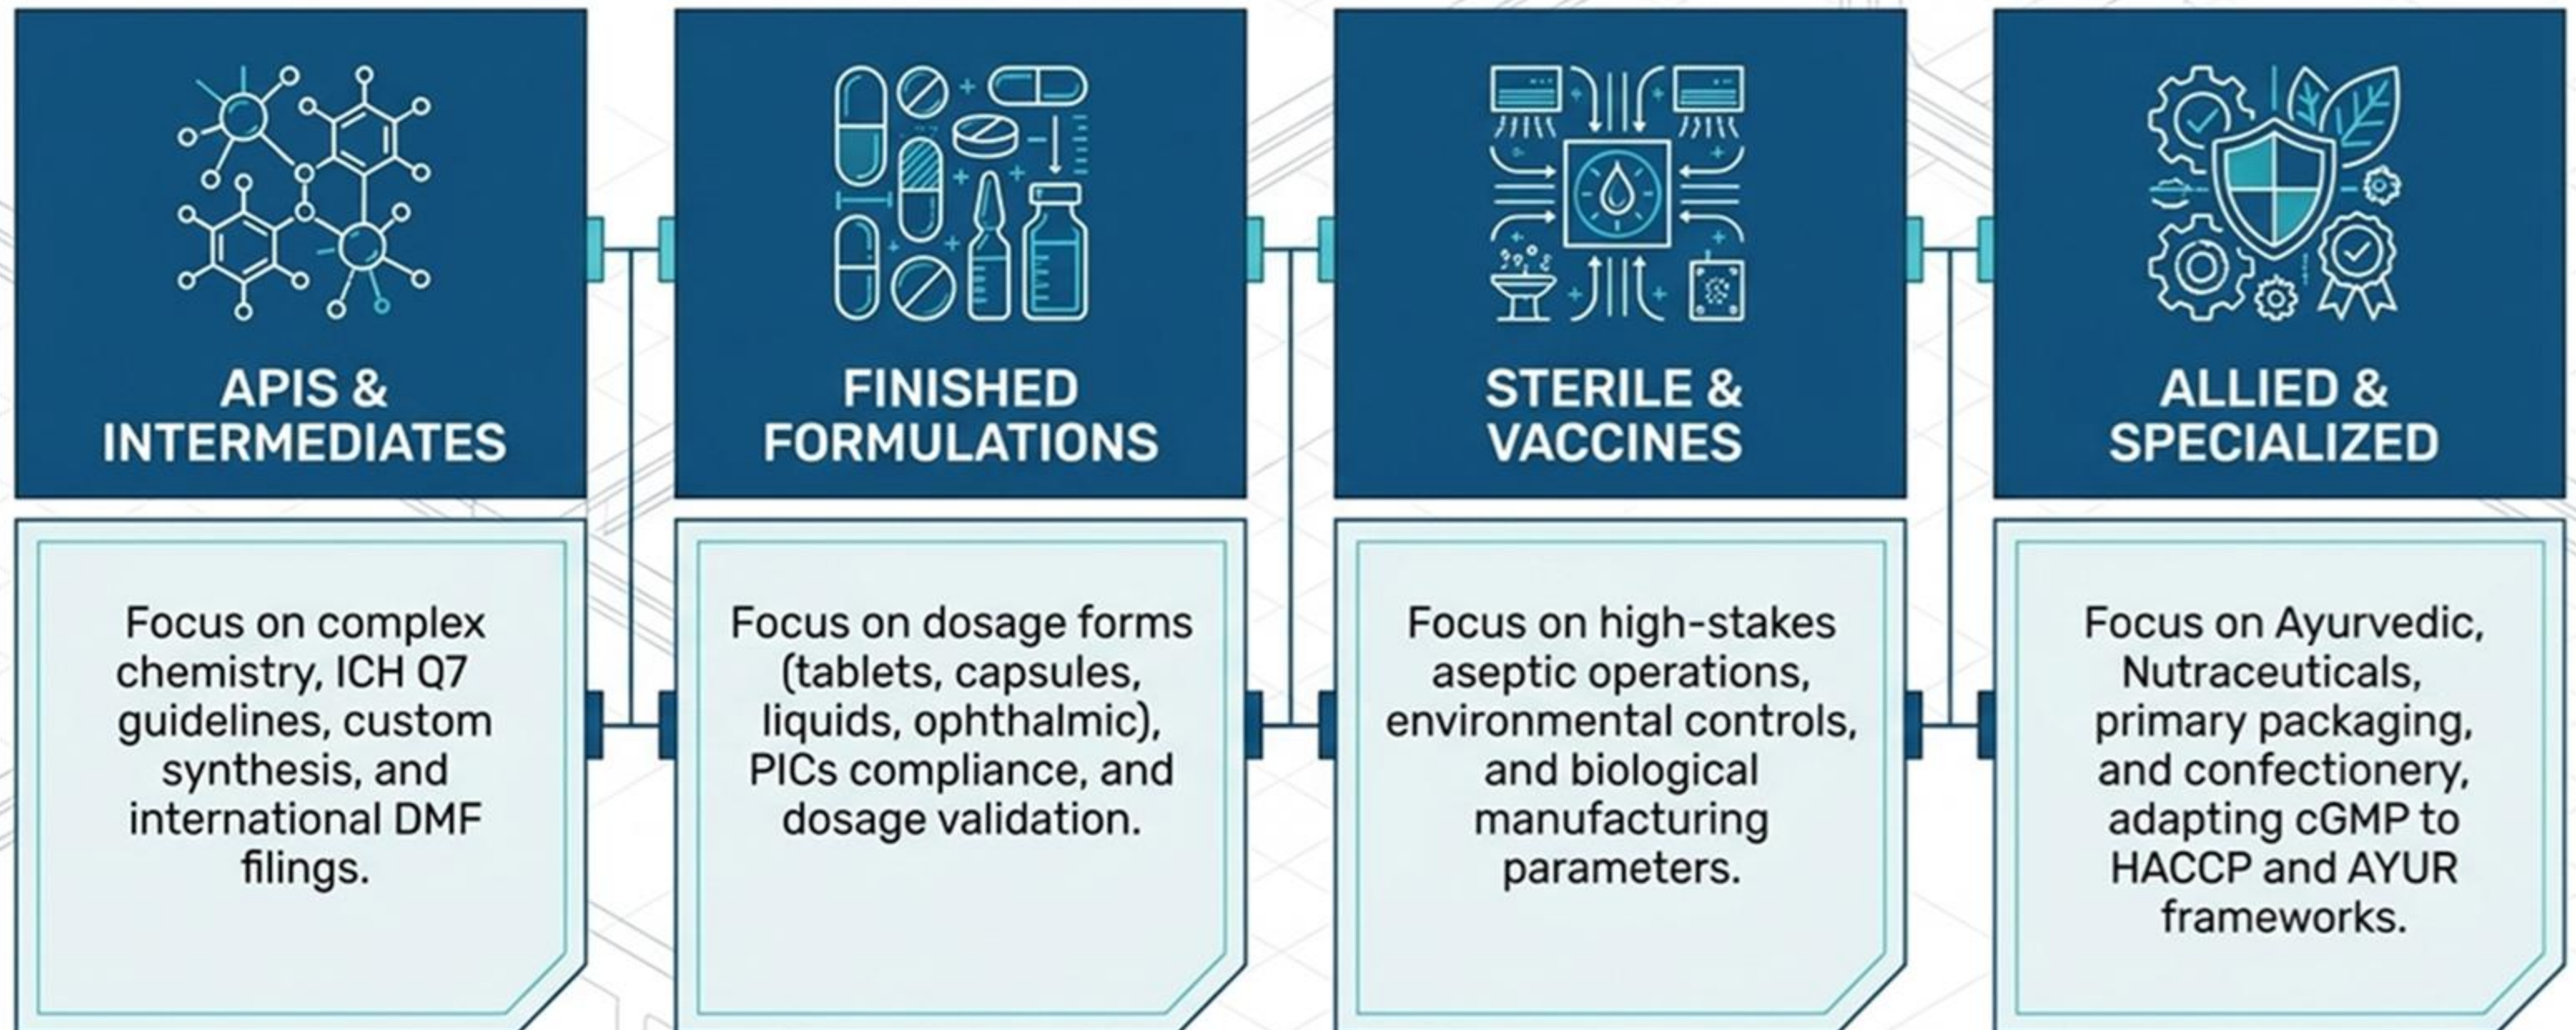 APIS &
INTERMEDIATES
Focus on complex
chemistry, ICH Q7
guidelines, custom
synthesis, and
international DMF
filings.
FINISHED
FORMULATIONS
Focus on dosage forms
(tablets, capsules,
liquids, ophthalmic),
PICs compliance, and
dosage validation.
STERILE &
VACCINES
Focus on high-stakes
aseptic operations,
environmental controls,
and biological
manufacturing
parameters.
ALLIED &
SPECIALIZED
Focus on Ayurvedic,
Nutraceuticals,
primary packaging,
and confectionery,
adapting cGMP to
HACCP and AYUR
frameworks.